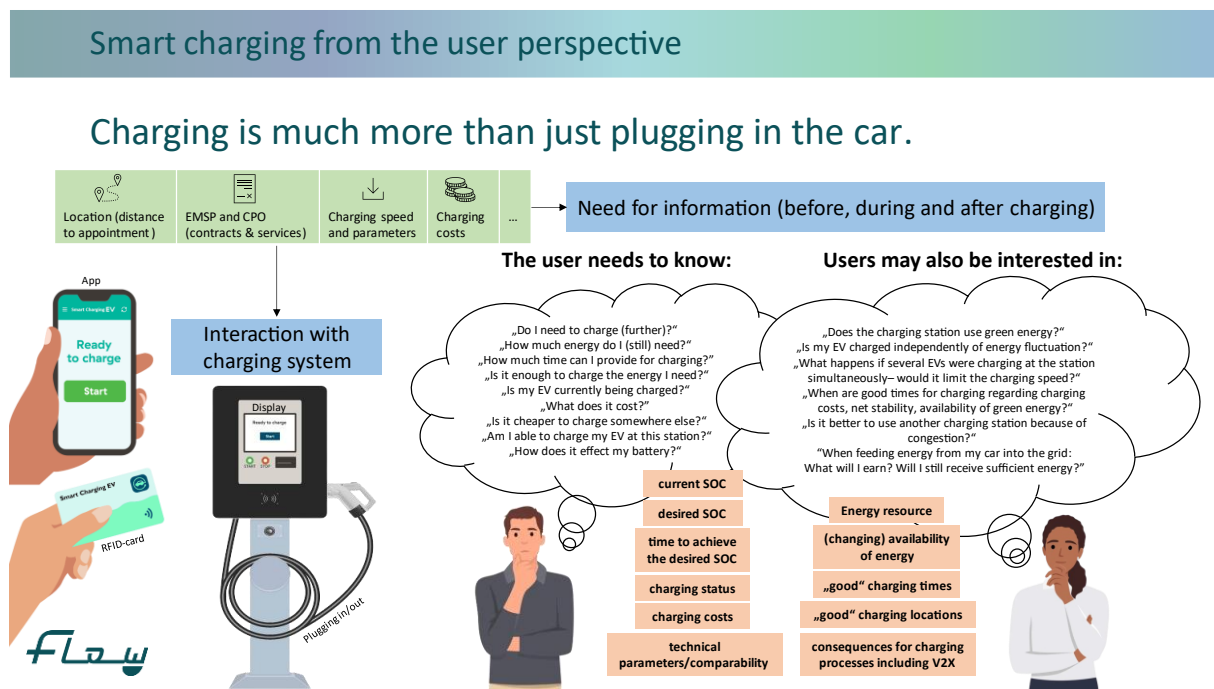 Smart charging from the user perspective
Charging is much more than just plugging in the car.
Location (distance
to appointment)
EMSP and CPO
(contracts & services)
Charging speed
and parameters
Charging
costs
...
Need for information (before, during and after charging)
App
Smart Charging EV
Ready
to charge
Start
Interaction with
charging system
Display
Ready to charge
Start
START
STOP
Smart Charging EV
RFID-card
Plugging in/out
Flow
The user needs to know:
„Do I need to charge (further)?“
„How much energy do I (still) need?“
„How much time can I provide for charging?”
„Is it enough to charge the energy I need?“
„Is my EV currently being charged?“
„What does it cost?“
„Is it cheaper to charge somewhere else?“
„Am I able to charge my EV at this station?“
„How does it effect my battery?“
current SOC
desired SOC
time to achieve
the desired SOC
charging status
charging costs
technical
parameters/comparability
Users may also be interested in:
„Does the charging station use green energy?“
„Is my EV charged independently of energy fluctuation?“
„What happens if several EVs were charging at the station
simultaneously– would it limit the charging speed?“
„When are good times for charging regarding charging
costs, net stability, availability of green energy?“
„Is it better to use another charging station because of
congestion?“
“When feeding energy from my car into the grid:
What will I earn? Will I still receive sufficient energy?”
Energy resource
(changing) availability
of energy
„good“ charging times
„good“ charging locations
consequences for charging
processes including V2X